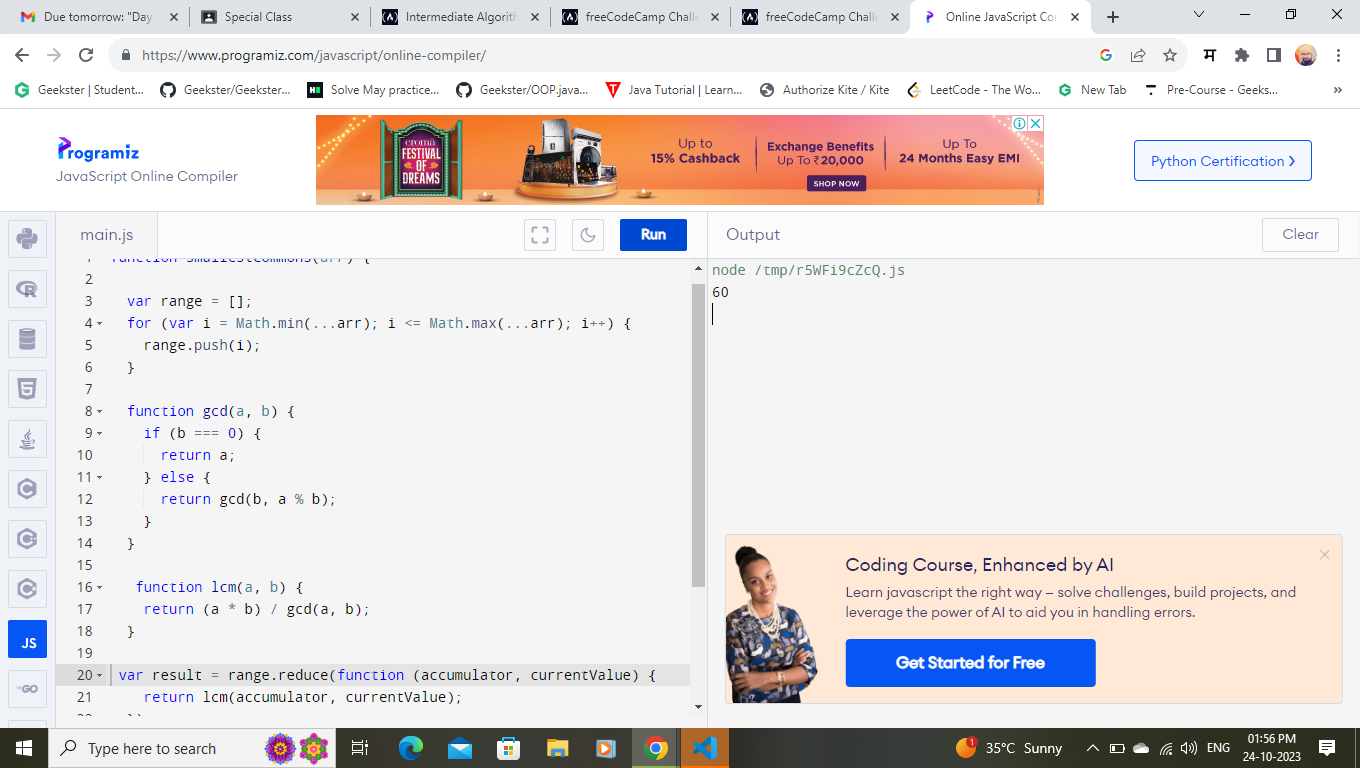 Due tomorrow: "Day
Special Class
Intermediate Algorith
freeCodeCamp Challe
freeCodeCamp Challe
Online JavaScript Cor
https://www.programiz.com/javascript/online-compiler/
म
Geekster | Student...
Geekster/Geekster...
Solve May practice...
Geekster/OOP.java...
Java Tutorial | Learn...
Authorize Kite / Kite
LeetCode - The Wo...
New Tab
Pre-Course - Geeks...
»
Programiz
JavaScript Online Compiler
croma
FESTIVAL
OF
DREAMS
Up to
15% Cashback
Exchange Benefits
Up To ₹20,000
SHOP NOW
Up To
24 Months Easy EMI
Python Certification >
main.js
Run
Output
Clear
1 function smallestCommons(arr) {
2
3 var range = [];
4 for (var i = Math.min(...arr); i <= Math.max(...arr); i++) {
5 range.push(i);
6 }
7
8 function gcd(a, b) {
9 if (b === 0) {
10 return a;
11 } else {
12 return gcd(b, a % b);
13 }
14 }
15
16 function lcm(a, b) {
17 return (a * b) / gcd(a, b);
18 }
19
20 var result = range.reduce(function (accumulator, currentValue) {
21 return lcm(accumulator, currentValue);
node /tmp/r5WFi9cZcQ.js
60
JS
GO
Coding Course, Enhanced by AI
Learn javascript the right way – solve challenges, build projects, and
leverage the power of AI to aid you in handling errors.
Get Started for Free
Type here to search
1
35°C Sunny
ENG
01:56 PM
24-10-2023